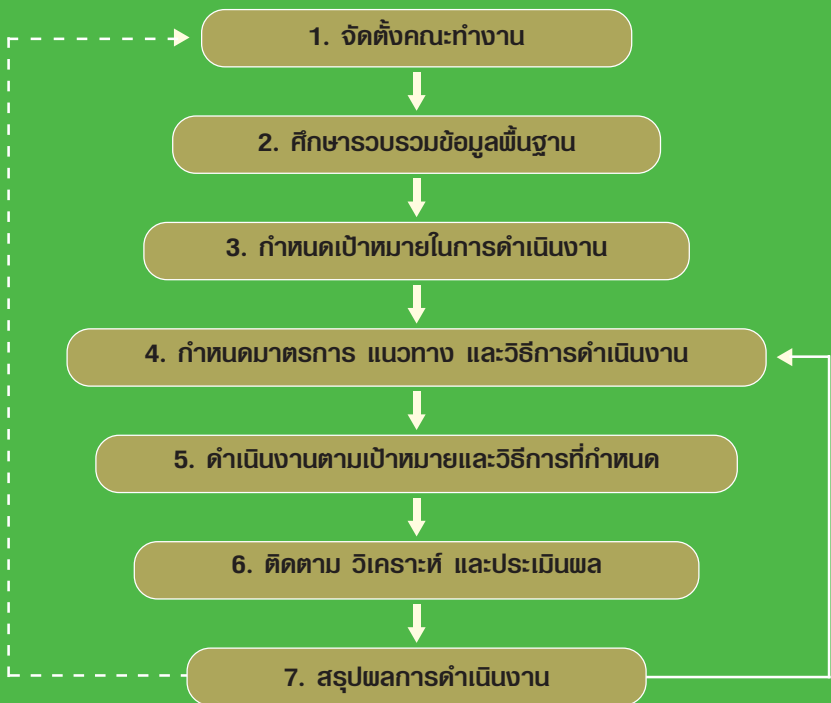 1. จัดตั้งคณะทำงาน
2. ศึกษารวบรวมข้อมูลพื้นฐาน
3. กำหนดเป้าหมายในการดำเนินงาน
4. กำหนดมาตรการ แนวทาง และวิธีการดำเนินงาน
5. ดำเนินงานตามเป้าหมายและวิธีการที่กำหนด
6. ติดตาม วิเคราะห์ และประเมินผล
7. สรุปผลการดำเนินงาน